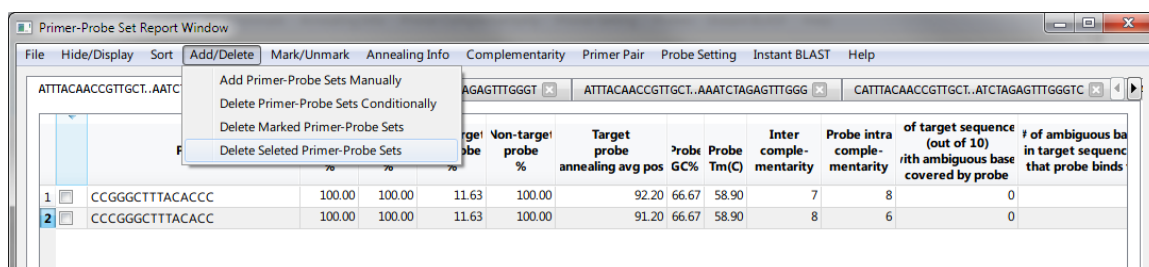 Primer-Probe Set Report Window
File Hide/Display Sort Add/Delete Mark/Unmark Annealing Info Complementarity Primer Pair Probe Setting Instant BLAST Help
Add Primer-Probe Sets Manually
Delete Primer-Probe Sets Conditionally
Delete Marked Primer-Probe Sets
Delete Seleted Primer-Probe Sets
ATTTACAACCGTTGCT..AATC AGAGTTTGGGT ATTTACAACCGTTGCT..AAATCTAGAGTTTGGG CATTTACAACCGTTGCT..ATCTAGAGTTTGGGTC
% % %
Non-target probe %
Target probe annealing avg pos
Probe GC%
Probe Tm(C)
Inter comple- mentarity
Probe intra comple- mentarity
of target sequence (out of 10) with ambiguous base covered by probe
# of ambiguous ba in target sequenc that probe binds
1 CCGGGCTTTACACCC 100.00 100.00 11.63 100.00 92.20 66.67 58.90 7 8 0
2 CCCGGGCTTTACACC 100.00 100.00 11.63 100.00 91.20 66.67 58.90 8 6 0